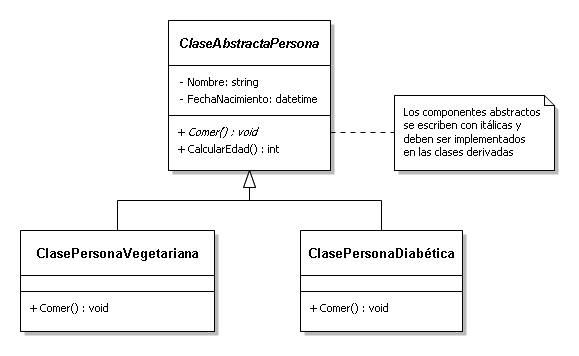 ClaseAbstractaPersona
- Nombre: string
- FechaNacimiento: datetime
+ Comer() : void
+ CalcularEdad() : int
Los componentes abstractos
se escriben con itálicas y
deben ser implementados
en las clases derivadas
ClasePersonaVegetariana
+ Comer() : void
ClasePersonaDiabética
+ Comer() : void